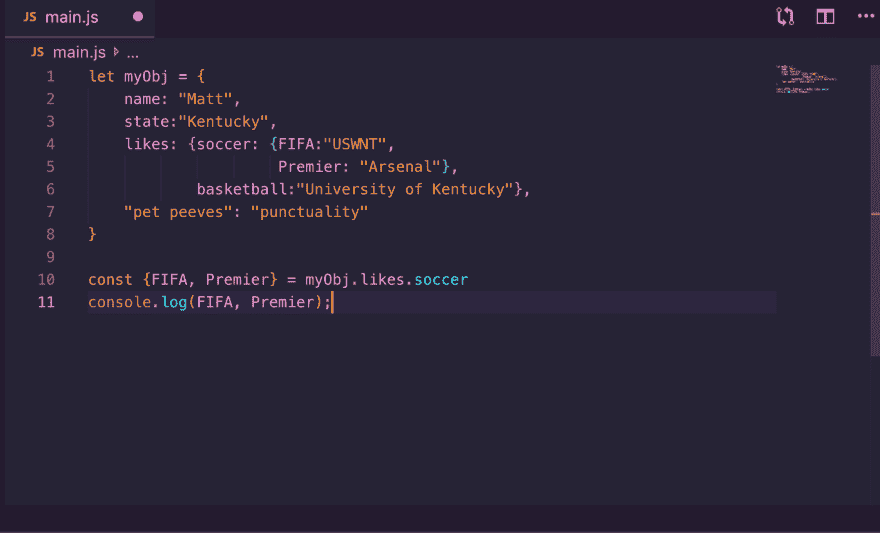 JS main.js
JS main.js ...
1 let myObj = {
2 name: "Matt",
3 state:"Kentucky",
4 likes: {soccer: {FIFA:"USWNT",
5 Premier: "Arsenal"},
6 basketball:"University of Kentucky"},
7 "pet peeves": "punctuality"
8 }
9
10 const {FIFA, Premier} = myObj.likes.soccer
11 console.log(FIFA, Premier);